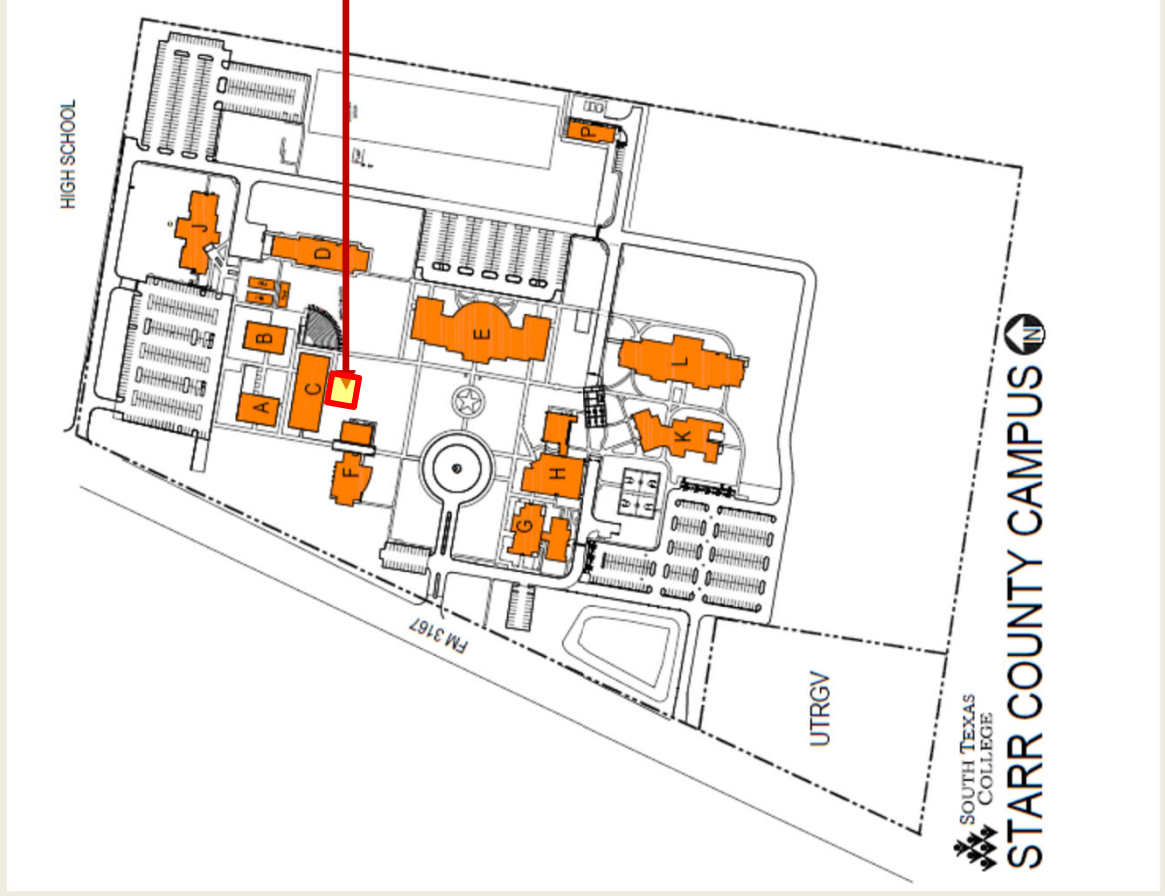 HIGH SCHOOL
P
J
D
B
E
C
A
L
F
K
H
G
FM 3167
UTRGV
SOUTH TEXAS
COLLEGE
STARR COUNTY CAMPUS
N